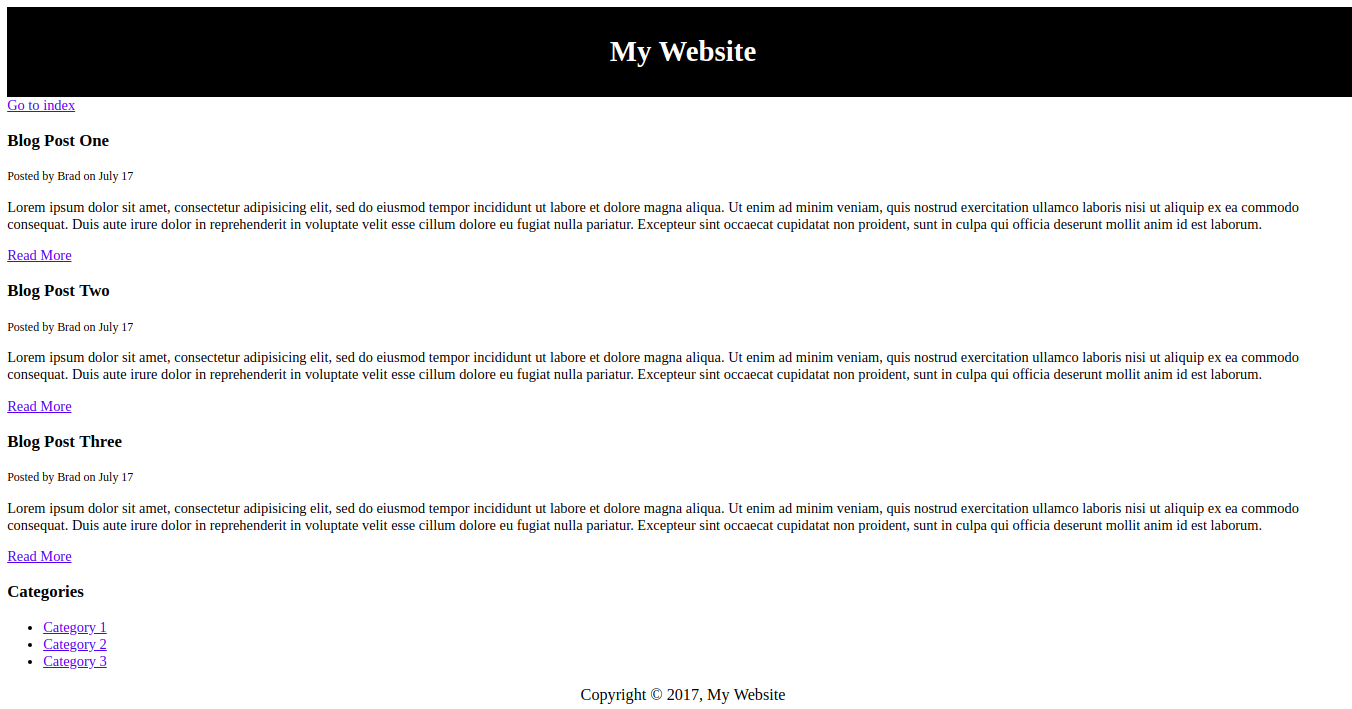 My Website
Go to index
Blog Post One
Posted by Brad on July 17
Lorem ipsum dolor sit amet, consectetur adipisicing elit, sed do eiusmod tempor incididunt ut labore et dolore magna aliqua. Ut enim ad minim veniam, quis nostrud exercitation ullamco laboris nisi ut aliquip ex ea commodo
consequat. Duis aute irure dolor in reprehenderit in voluptate velit esse cillum dolore eu fugiat nulla pariatur. Excepteur sint occaecat cupidatat non proident, sunt in culpa qui officia deserunt mollit anim id est laborum.
Read More
Blog Post Two
Posted by Brad on July 17
Lorem ipsum dolor sit amet, consectetur adipisicing elit, sed do eiusmod tempor incididunt ut labore et dolore magna aliqua. Ut enim ad minim veniam, quis nostrud exercitation ullamco laboris nisi ut aliquip ex ea commodo
consequat. Duis aute irure dolor in reprehenderit in voluptate velit esse cillum dolore eu fugiat nulla pariatur. Excepteur sint occaecat cupidatat non proident, sunt in culpa qui officia deserunt mollit anim id est laborum.
Read More
Blog Post Three
Posted by Brad on July 17
Lorem ipsum dolor sit amet, consectetur adipisicing elit, sed do eiusmod tempor incididunt ut labore et dolore magna aliqua. Ut enim ad minim veniam, quis nostrud exercitation ullamco laboris nisi ut aliquip ex ea commodo
consequat. Duis aute irure dolor in reprehenderit in voluptate velit esse cillum dolore eu fugiat nulla pariatur. Excepteur sint occaecat cupidatat non proident, sunt in culpa qui officia deserunt mollit anim id est laborum.
Read More
Categories
• Category 1
• Category 2
• Category 3
Copyright © 2017, My Website